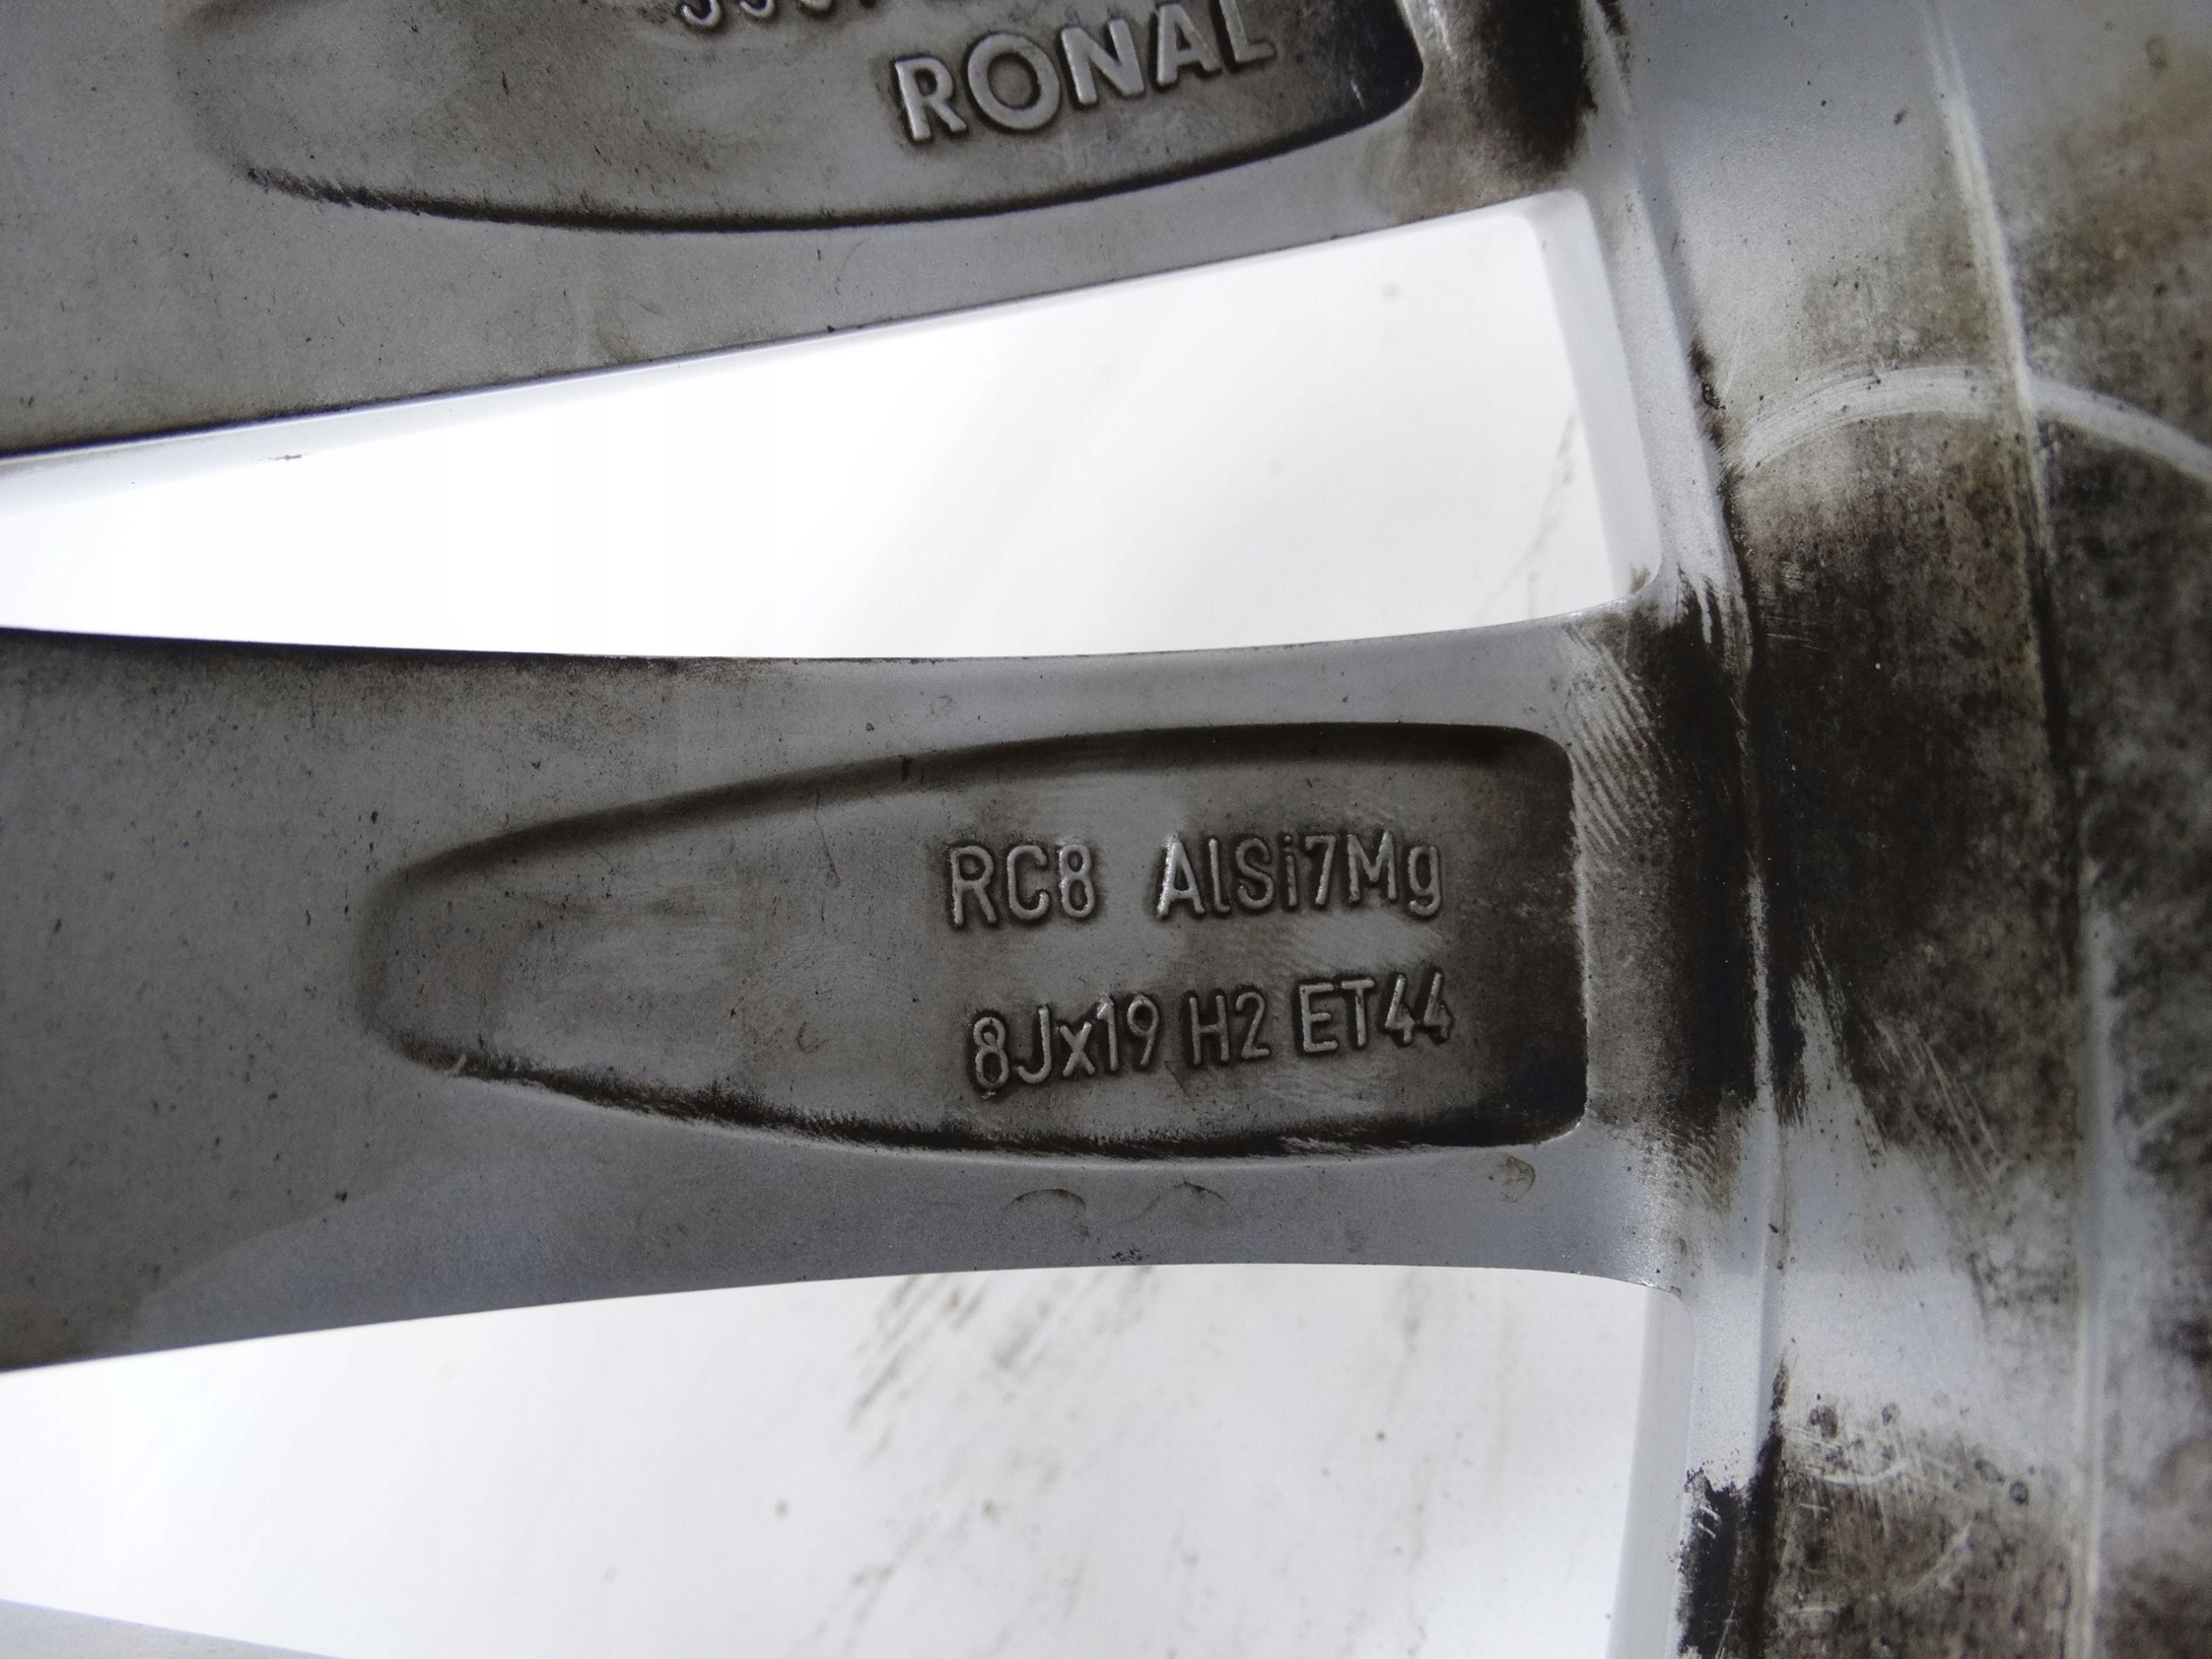 RONAL
RC8 AlSi7Mg
8Jx19 H2 ET44